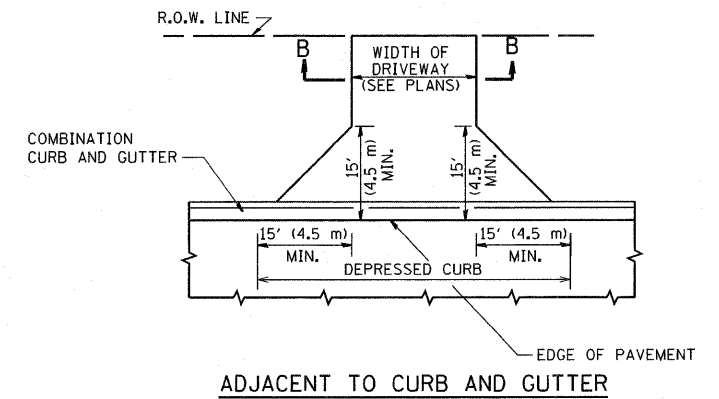 R.O.W. LINE
B
B
WIDTH OF
DRIVEWAY
(SEE PLANS)
COMBINATION
CURB AND GUTTER
15'
(4.5 m)
MIN.
15'
(4.5 m)
MIN.
15' (4.5 m)
MIN.
15' (4.5 m)
MIN.
DEPRESSED CURB
EDGE OF PAVEMENT
ADJACENT TO CURB AND GUTTER